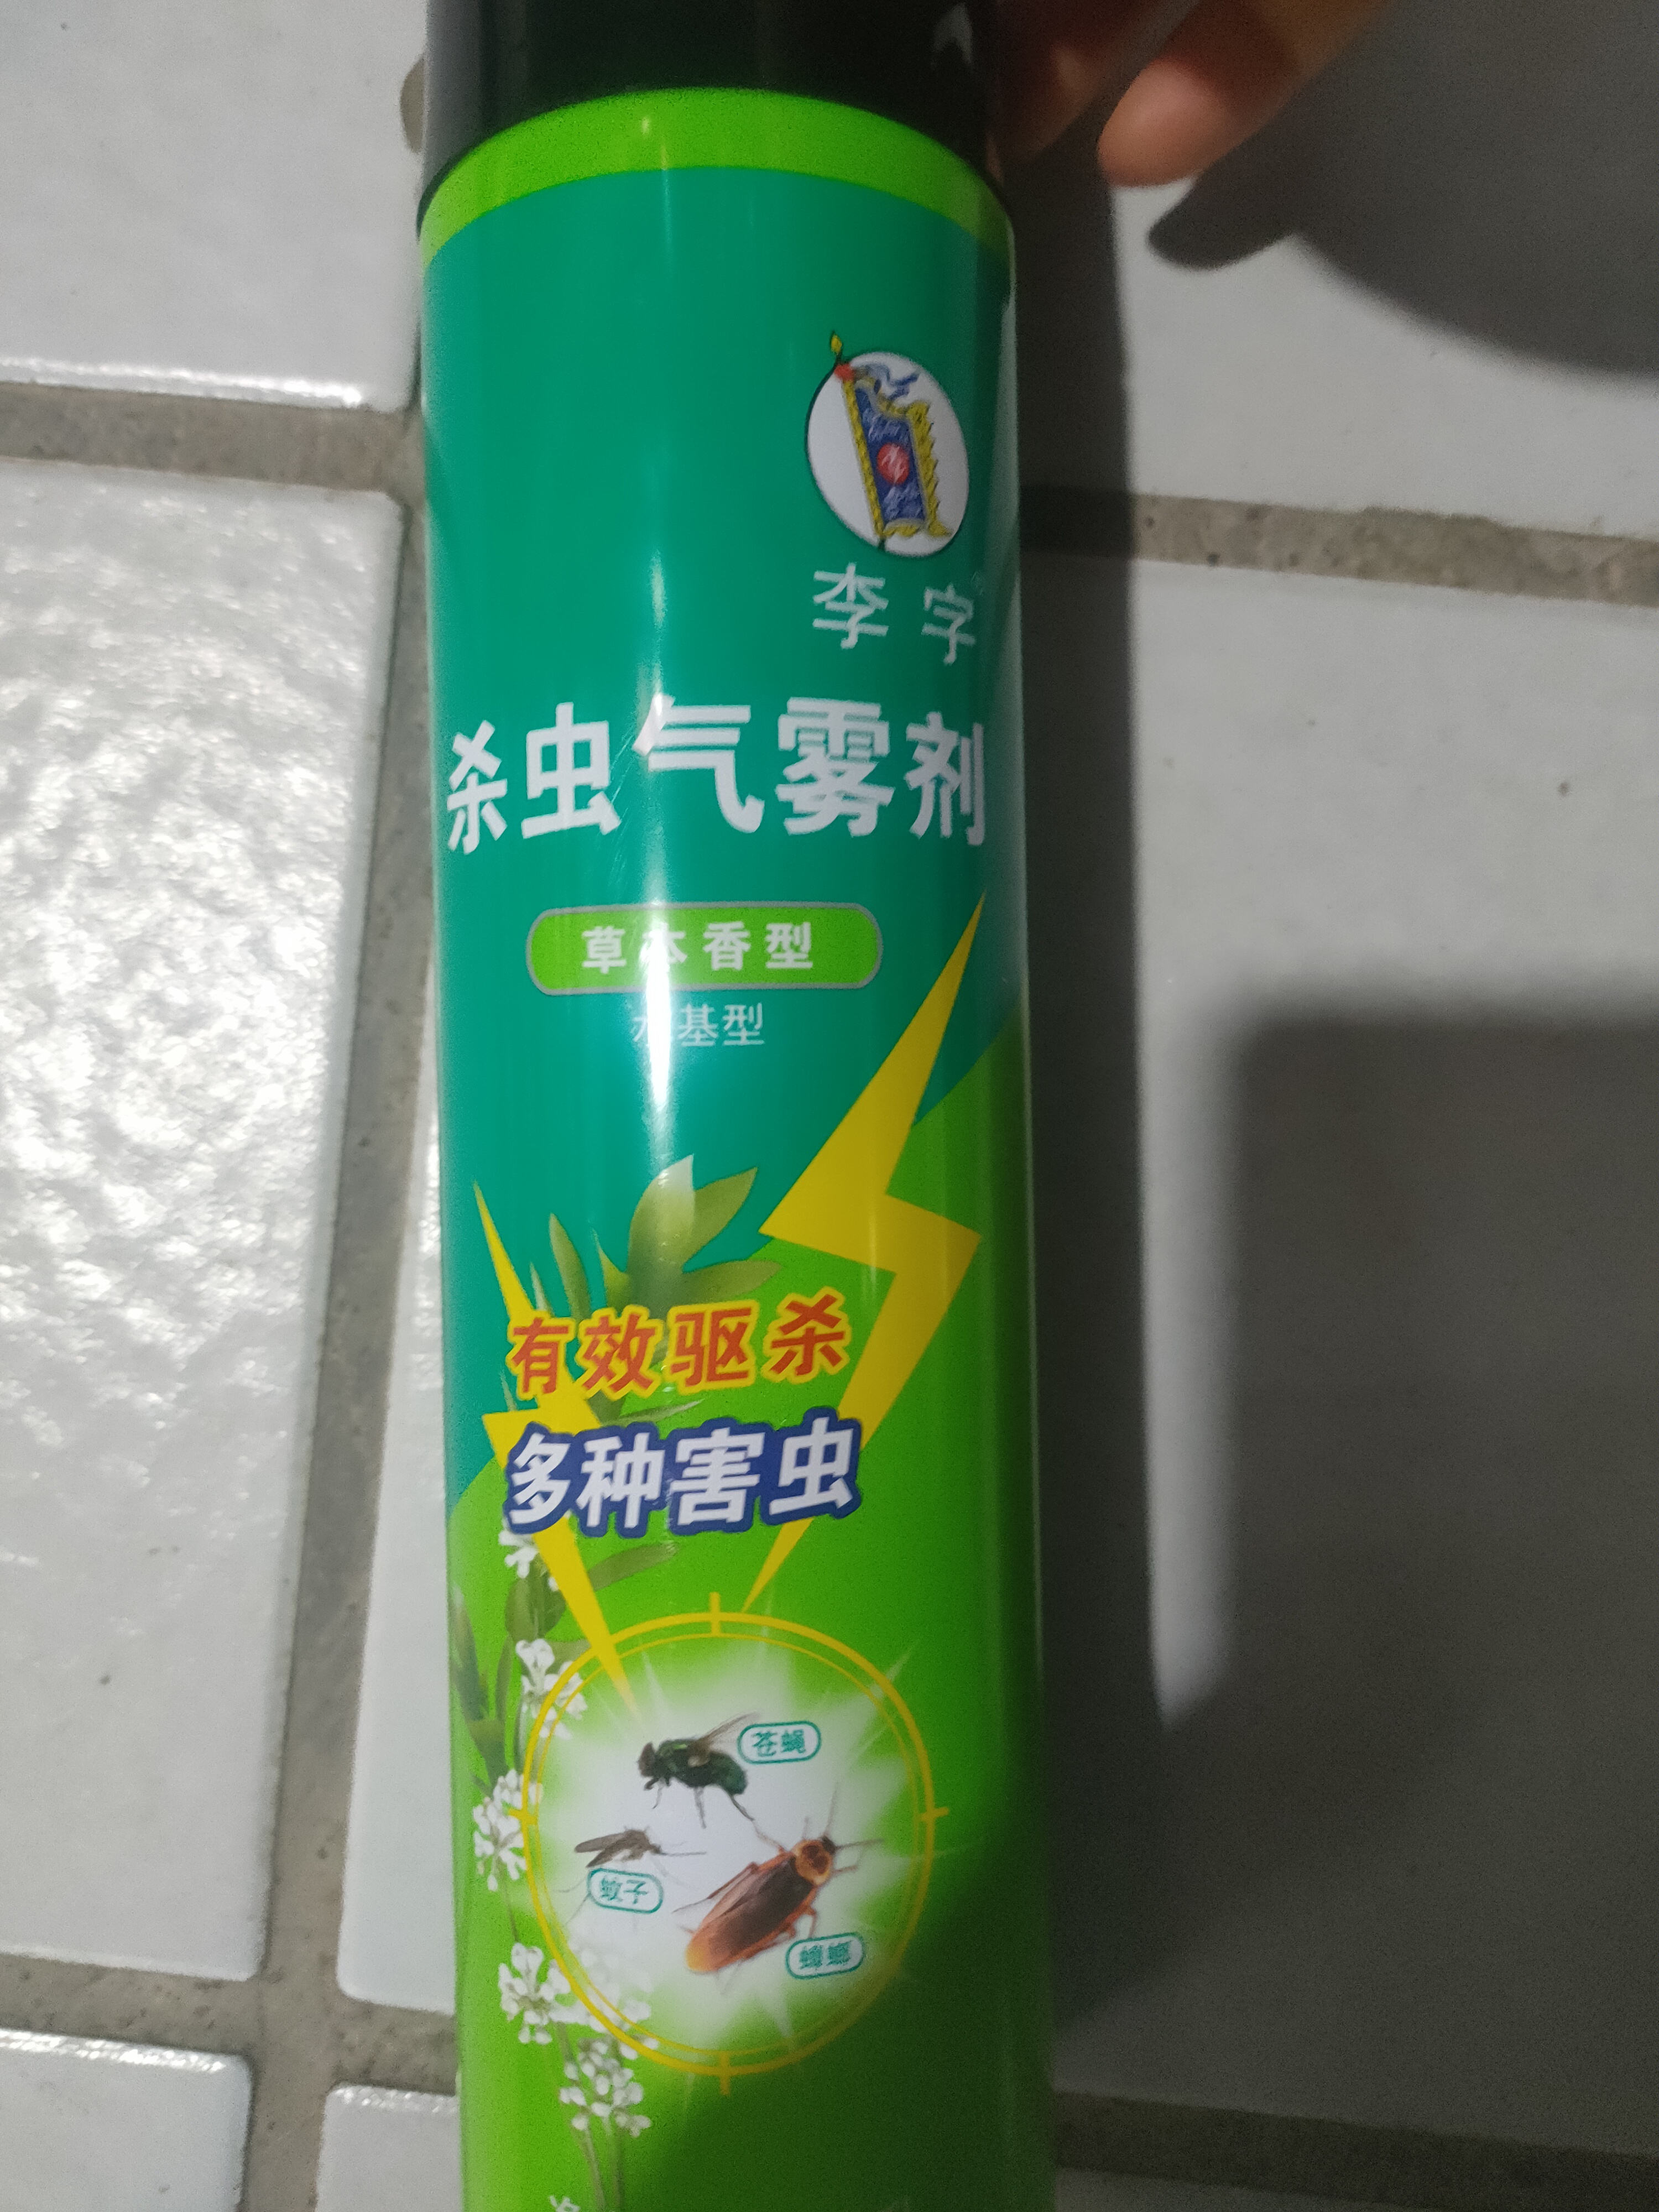 李字
杀虫气雾剂
草本香型
水基型
有效驱杀
多种害虫
苍蝇
蚊子
蟑螂